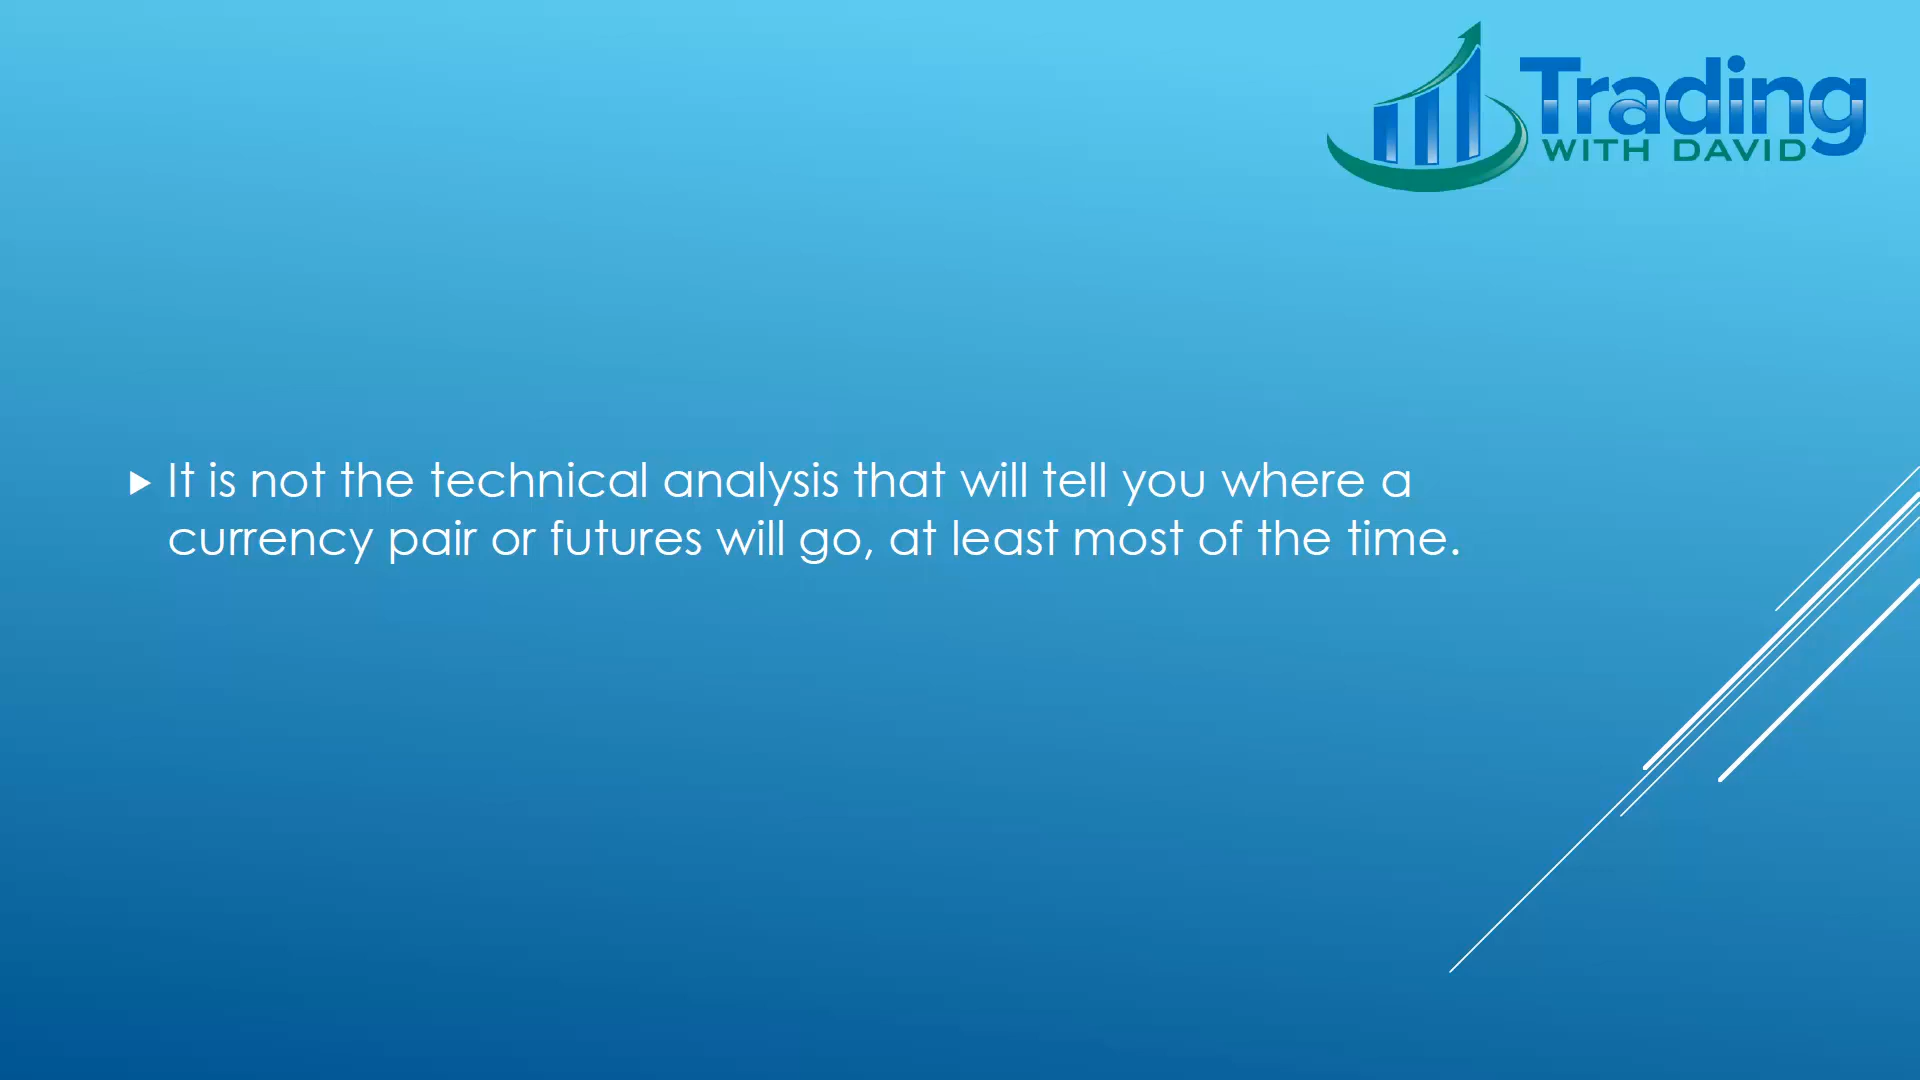 Trading
WITH DAVID
It is not the technical analysis that will tell you where a
currency pair or futures will go, at least most of the time.